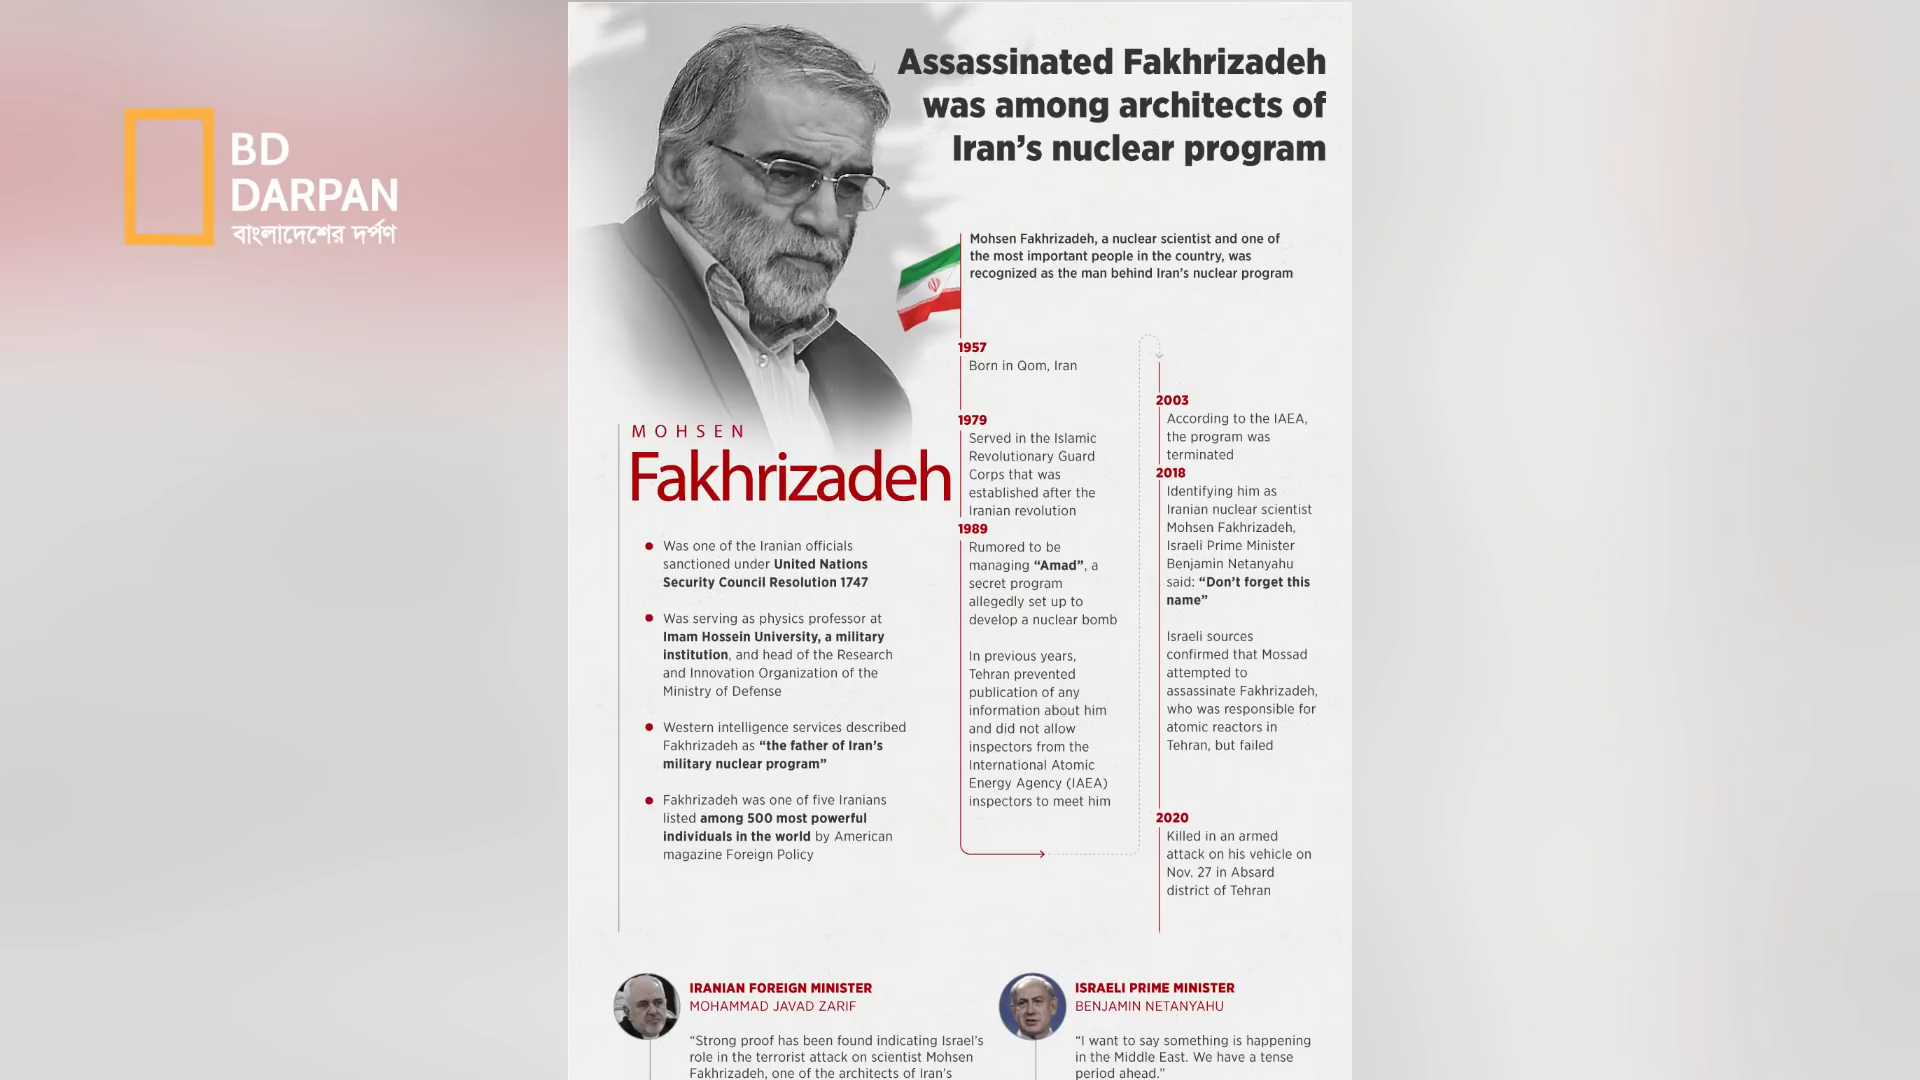 BD
DARPAN
বাংলাদেশের দর্পণ
Assassinated Fakhrizadeh
was among architects of
Iran's nuclear program
Mohsen Fakhrizadeh, a nuclear scientist and one of
the most important people in the country, was
recognized as the man behind Iran's nuclear program
MOHSEN
Fakhrizadeh
Was one of the Iranian officials
sanctioned under United Nations
Security Council Resolution 1747
Was serving as physics professor at
Imam Hossein University, a military
institution, and head of the Research
and Innovation Organization of the
Ministry of Defense
Western intelligence services described
Fakhrizadeh as “the father of Iran's
military nuclear program”
Fakhrizadeh was one of five Iranians
listed among 500 most powerful
individuals in the world by American
magazine Foreign Policy
1957
Born in Qom, Iran
1979
Served in the Islamic
Revolutionary Guard
Corps that was
established after the
Iranian revolution
1989
Rumored to be
managing “Amad”, a
secret program
allegedly set up to
develop a nuclear bomb
In previous years,
Tehran prevented
publication of any
information about him
and did not allow
inspectors from the
International Atomic
Energy Agency (IAEA)
inspectors to meet him
2003
According to the IAEA,
the program was
terminated
2018
Identifying him as
Iranian nuclear scientist
Mohsen Fakhrizadeh,
Israeli Prime Minister
Benjamin Netanyahu
said: “Don't forget this
name”
Israeli sources
confirmed that Mossad
attempted to
assassinate Fakhrizadeh,
who was responsible for
atomic reactors in
Tehran, but failed
2020
Killed in an armed
attack on his vehicle on
Nov. 27 in Absard
district of Tehran
IRANIAN FOREIGN MINISTER
MOHAMMAD JAVAD ZARIF
“Strong proof has been found indicating Israel's
role in the terrorist attack on scientist Mohsen
Fakhrizadeh, one of the architects of Iran's
ISRAELI PRIME MINISTER
BENJAMIN NETANYAHU
“I want to say something is happening
in the Middle East. We have a tense
period ahead.”